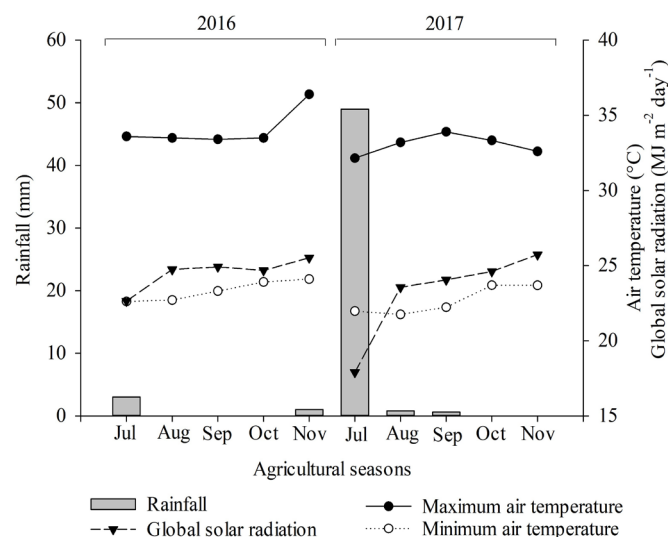 2016 2017
60 40
50 35
40
30 30
25
20
20
10
0 15
Rainfall (mm)
Air temperature (°C)
Global solar radiation (MJ m⁻² day⁻¹)
Jul Aug Sep Oct Nov Jul Aug Sep Oct Nov
Agricultural seasons
Rainfall Maximum air temperature
Global solar radiation Minimum air temperature